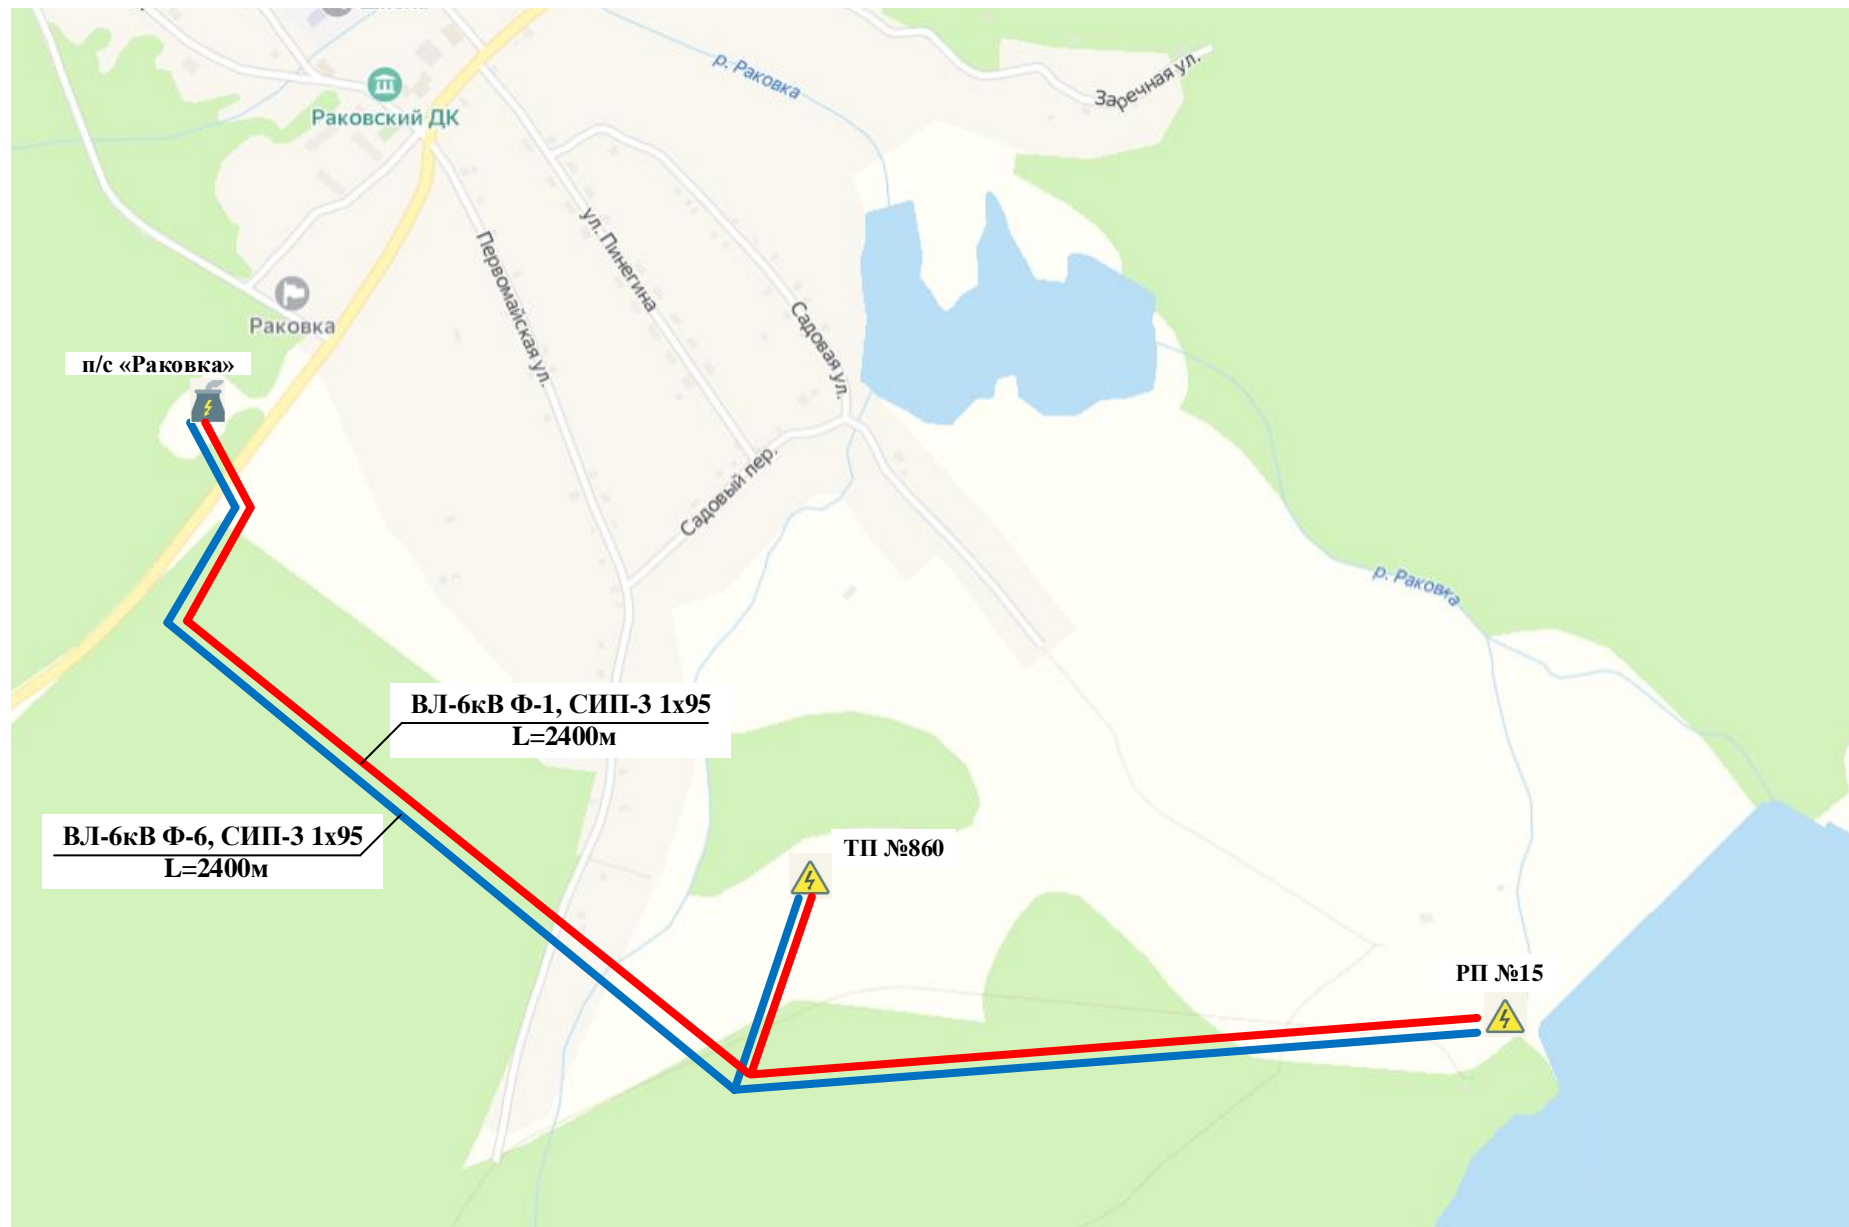 р. Раковка
Заречная ул.
Раковский ДК
ул. Пинегина
Первомайская ул.
Садовая ул.
Раковка
п/с «Раковка»
Садовый пер.
р. Раковка
ВЛ-6кВ Ф-1, СИП-3 1х95
L=2400м
ВЛ-6кВ Ф-6, СИП-3 1х95
L=2400м
ТП №860
РП №15